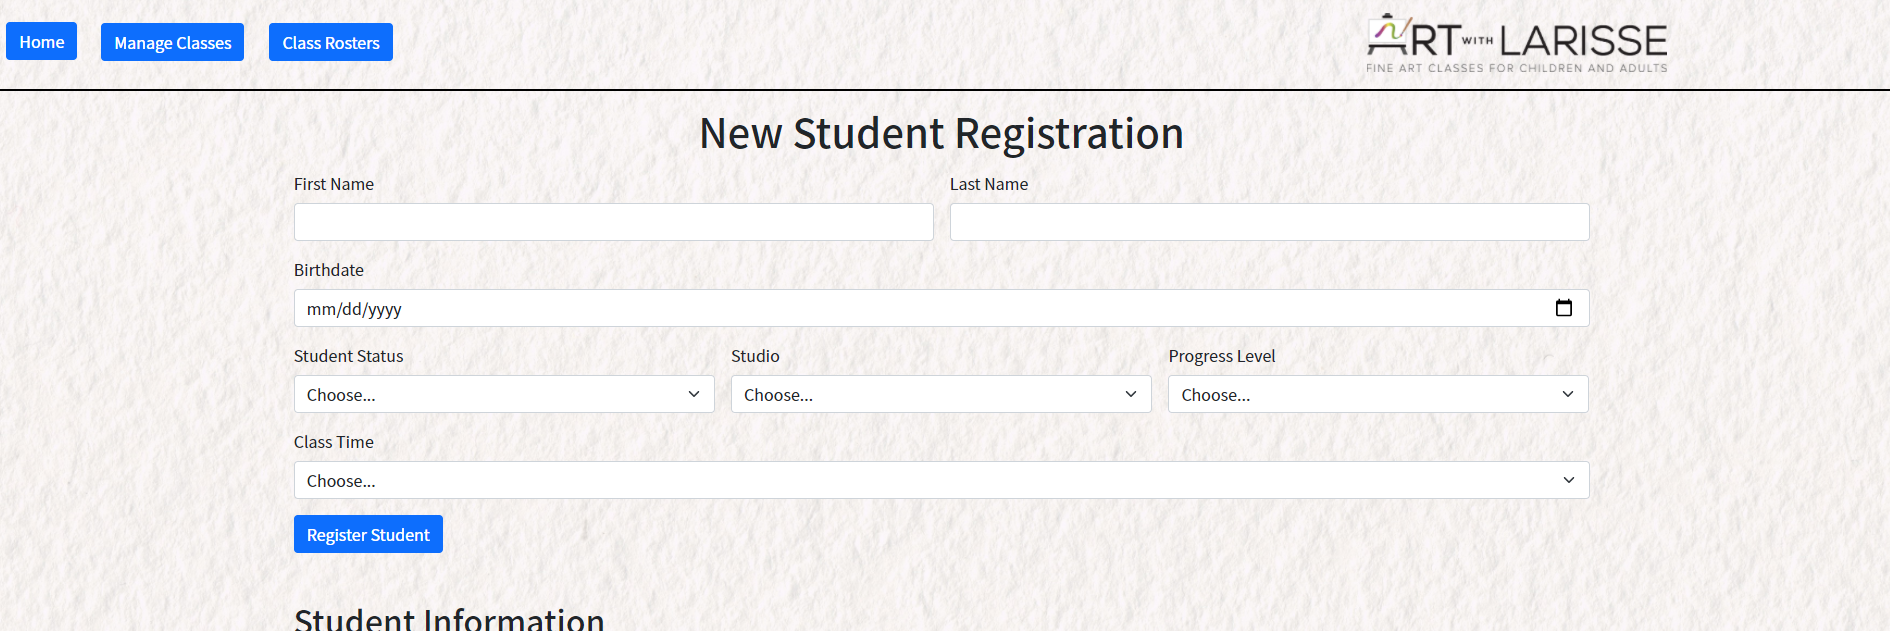 Home Manage Classes Class Rosters
ART WITH LARISSE
FINE ART CLASSES FOR CHILDREN AND ADULTS
New Student Registration
First Name Last Name
Birthdate
mm/dd/yyyy
Student Status Studio Progress Level
Choose... Choose... Choose...
Class Time
Choose...
Register Student
Student Information